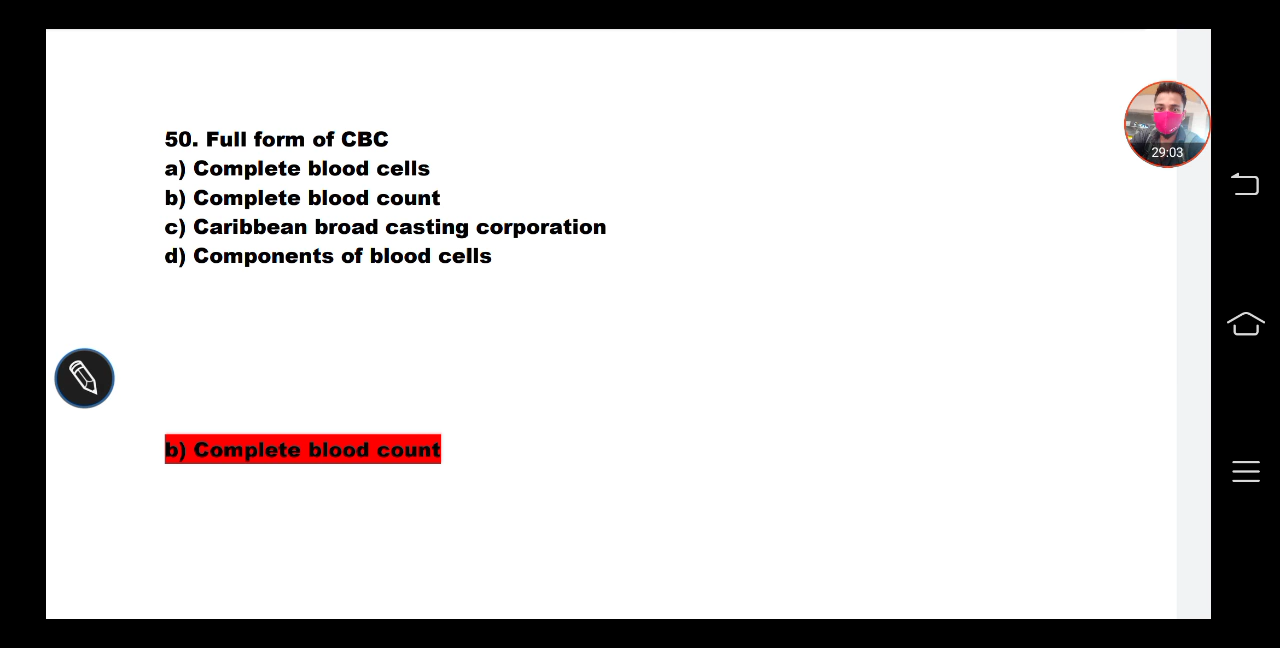 50. Full form of CBC
a) Complete blood cells
b) Complete blood count
c) Caribbean broad casting corporation
d) Components of blood cells
29:03
b) Complete blood count